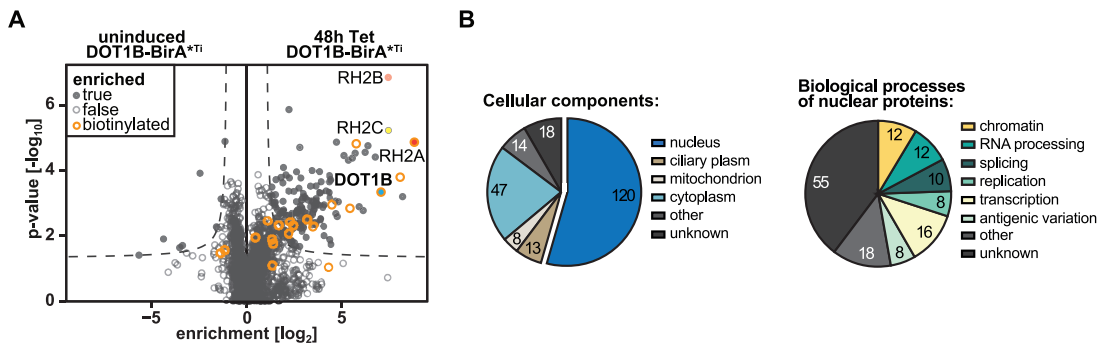 A
uninduced
DOT1B-BirA*Ti
48h Tet
DOT1B-BirA*Ti
enriched
true
false
biotinylated
RH2B
RH2C
RH2A
DOT1B
p-value [-log10]
6
4
2
0
−5
0
5
enrichment [log2]
B
Cellular components:
18
14
47
8
13
120
nucleus
ciliary plasm
mitochondrion
cytoplasm
other
unknown
Biological processes
of nuclear proteins:
12
12
10
8
16
8
18
55
chromatin
RNA processing
splicing
replication
transcription
antigenic variation
other
unknown